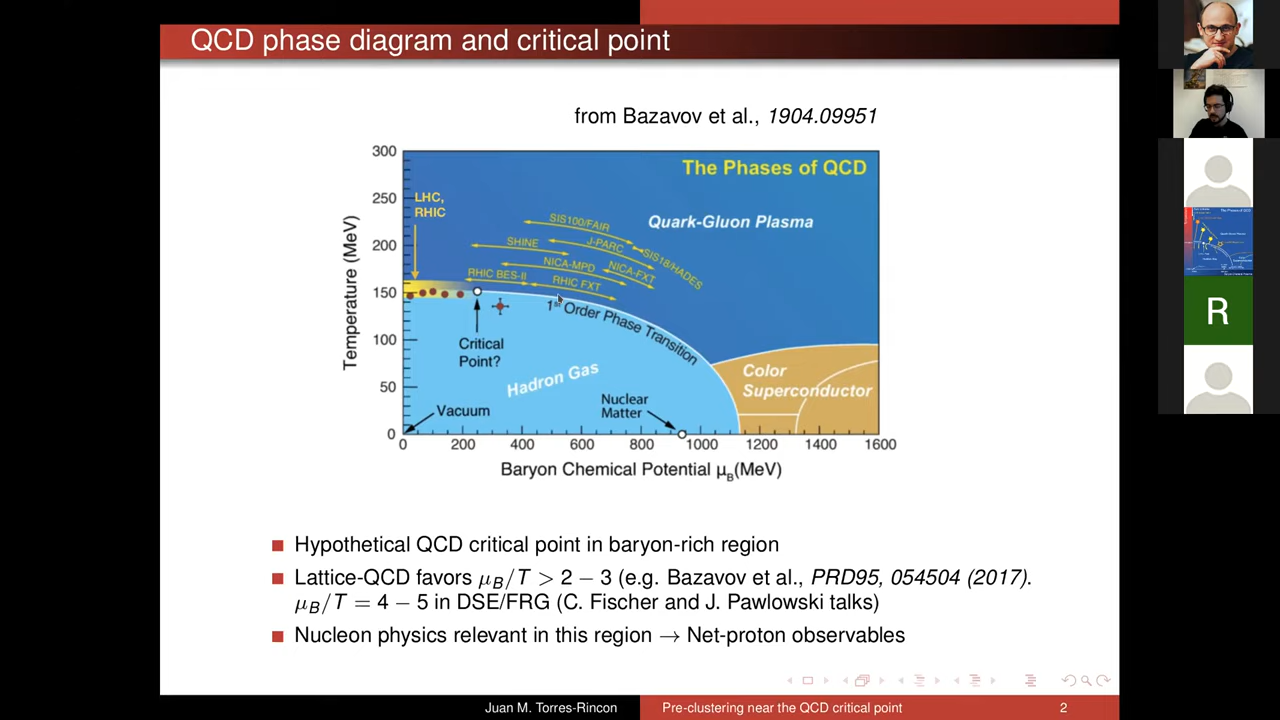 QCD phase diagram and critical point
from Bazavov et al., 1904.09951
The Phases of QCD
Quark-Gluon Plasma
LHC,
RHIC
SIS100/FAIR
SHINE
J-PARC
SIS18/HADES
NICA-MPD
NICA-FXT
RHIC BES-II
RHIC FXT
1st Order Phase Transition
Critical
Point?
Hadron Gas
Color
Superconductor
Nuclear
Matter
Vacuum
300
250
200
150
100
50
0
Temperature (MeV)
0 200 400 600 800 1000 1200 1400 1600
Baryon Chemical Potential μB(MeV)
Hypothetical QCD critical point in baryon-rich region
Lattice-QCD favors μB/T > 2 − 3 (e.g. Bazavov et al., PRD95, 054504 (2017).
μB/T = 4 − 5 in DSE/FRG (C. Fischer and J. Pawlowski talks)
Nucleon physics relevant in this region → Net-proton observables
Juan M. Torres-Rincon
Pre-clustering near the QCD critical point
2
R